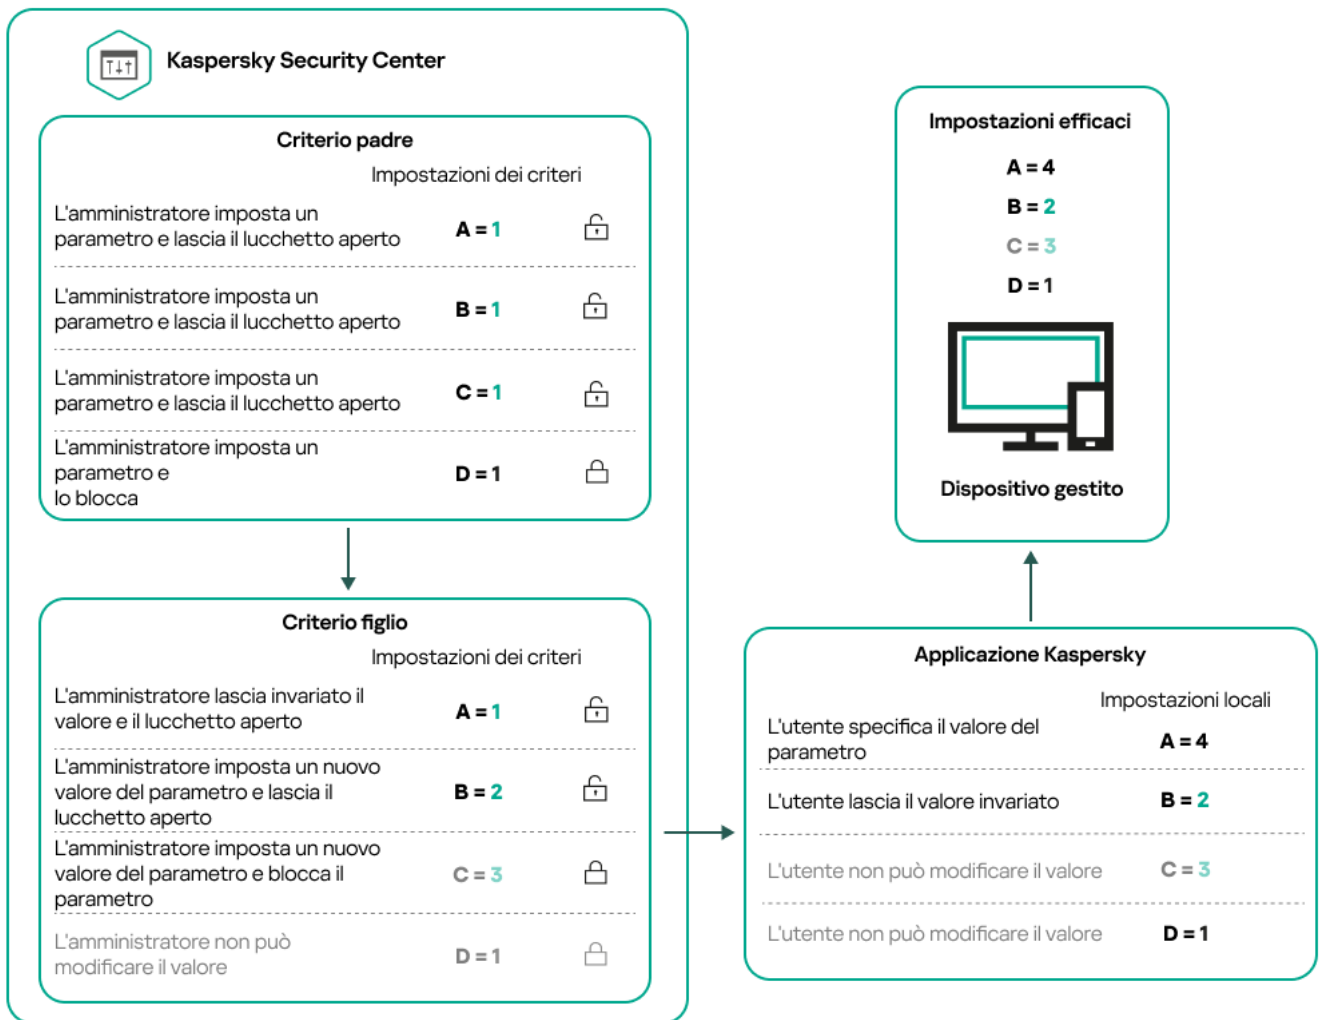 Kaspersky Security Center
Criterio padre
Impostazioni dei criteri
L'amministratore imposta un
parametro e lascia il lucchetto aperto
A = 1
L'amministratore imposta un
parametro e lascia il lucchetto aperto
B = 1
L'amministratore imposta un
parametro e lascia il lucchetto aperto
C = 1
L'amministratore imposta un
parametro e
lo blocca
D = 1
Criterio figlio
Impostazioni dei criteri
L'amministratore lascia invariato il
valore e il lucchetto aperto
A = 1
L'amministratore imposta un nuovo
valore del parametro e lascia il
lucchetto aperto
B = 2
L'amministratore imposta un nuovo
valore del parametro e blocca il
parametro
C = 3
L'amministratore non può
modificare il valore
D = 1
Applicazione Kaspersky
Impostazioni locali
L'utente specifica il valore del
parametro
A = 4
L'utente lascia il valore invariato
B = 2
L'utente non può modificare il valore
C = 3
L'utente non può modificare il valore
D = 1
Impostazioni efficaci
A = 4
B = 2
C = 3
D = 1
Dispositivo gestito